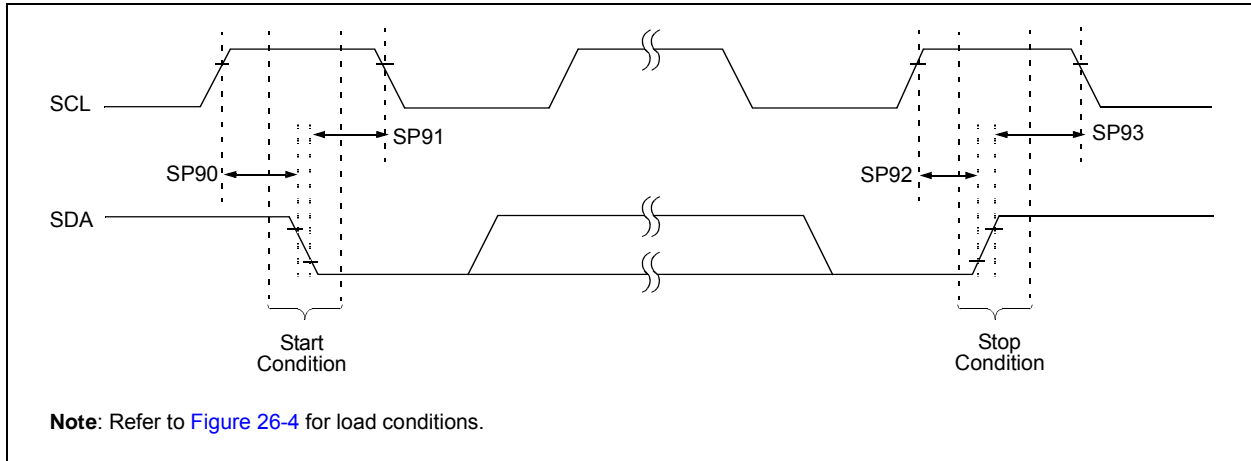 SCL
SP91
SP93
SP90
SP92
SDA
Start
Condition
Stop
Condition
Note: Refer to Figure 26-4 for load conditions.